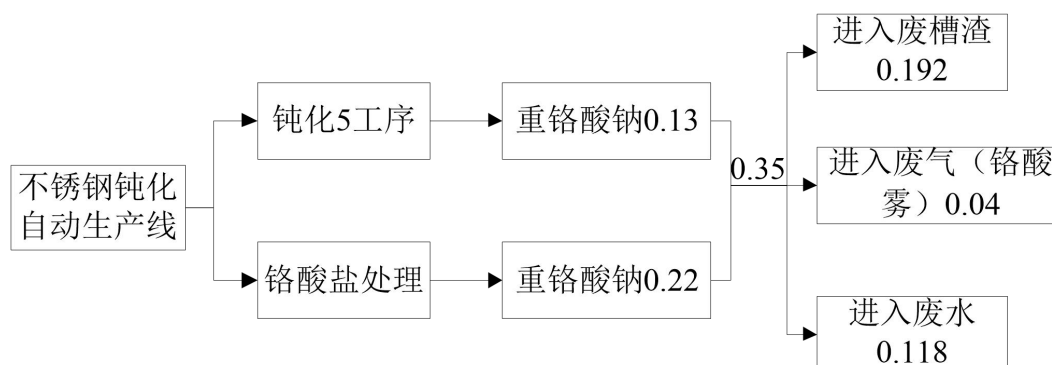 不锈钢钝化
自动生产线
钝化5工序
重铬酸钠0.13
铬酸盐处理
重铬酸钠0.22
0.35
进入废槽渣
0.192
进入废气（铬酸
雾）0.04
进入废水
0.118